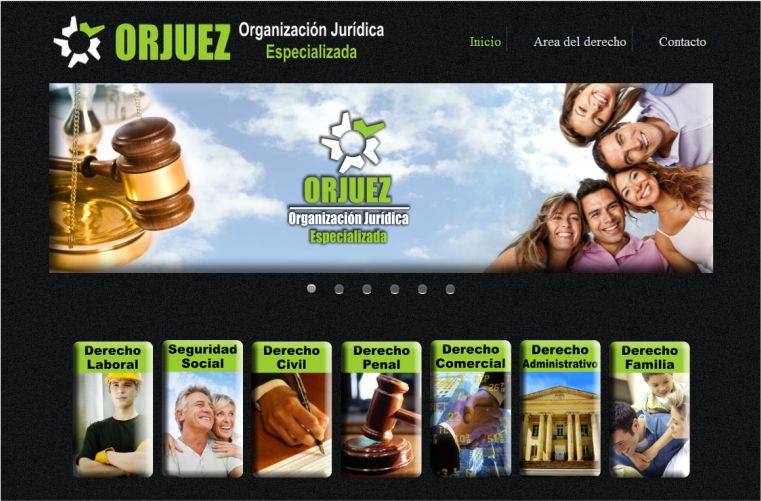 ORJUEZ
Organización Jurídica
Especializada
Inicio
Area del derecho
Contacto
ORJUEZ
Organización Jurídica
Especializada
Derecho
Laboral
Seguridad
Social
Derecho
Civil
Derecho
Penal
Derecho
Comercial
Derecho
Administrativo
Derecho
Familia